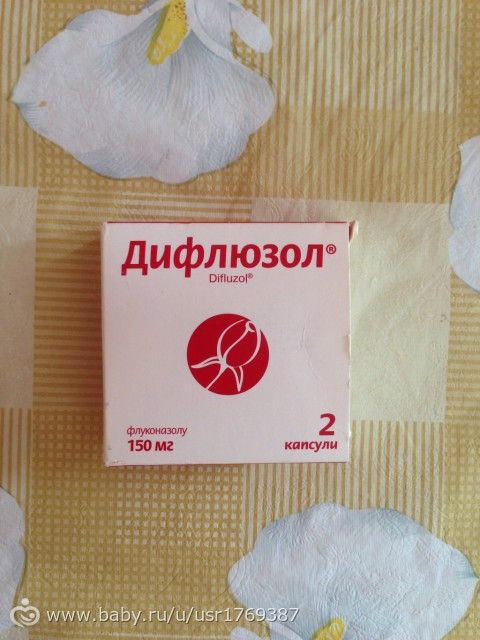 Дифлюзол®
Difluzol®
флуконазолу
150 мг
2
капсули
www.baby.ru/u/usr1769387